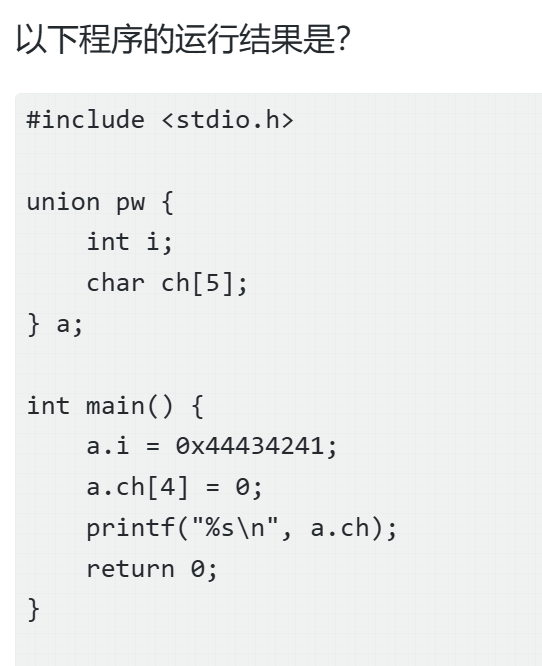 以下程序的运行结果是？
#include <stdio.h>
union pw {
    int i;
    char ch[5];
} a;
int main() {
    a.i = 0x44434241;
    a.ch[4] = 0;
    printf("%s\n", a.ch);
    return 0;
}